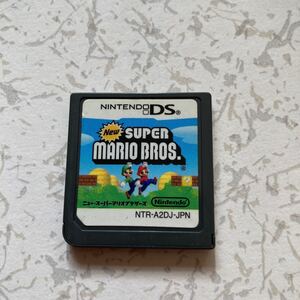 NINTENDO DS
New SUPER
MARIO BROS.
ニュー・スーパーマリオブラザーズ
Nintendo
NTR-A2DJ-JPN